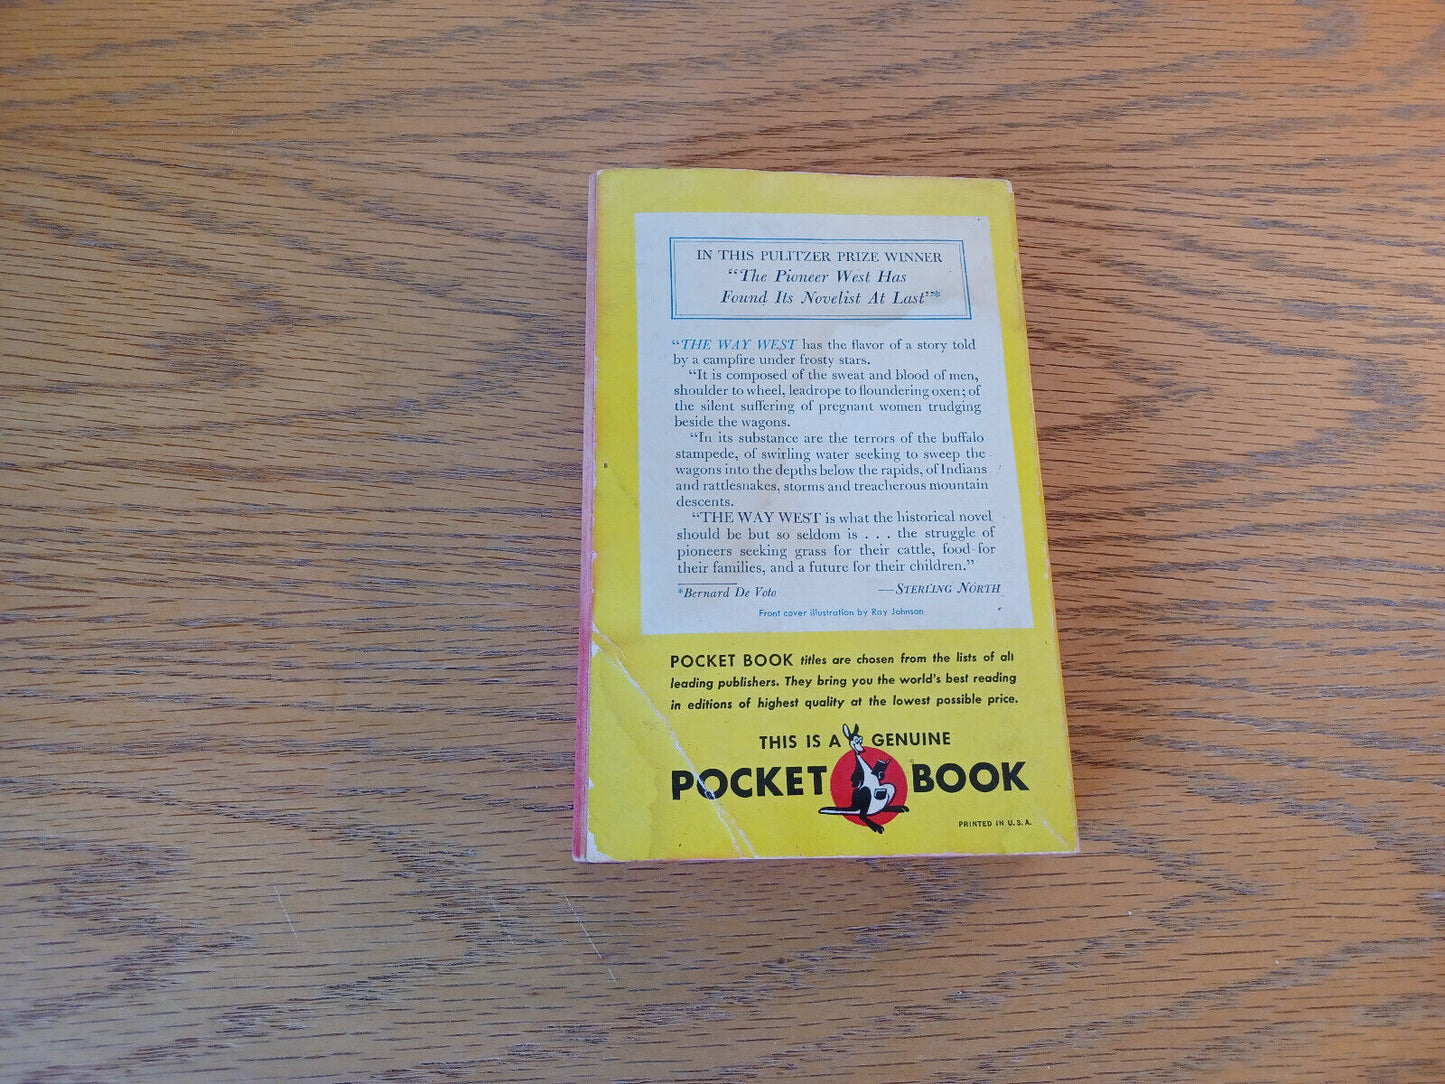 IN THIS PULITZER PRIZE WINNER
"The Pioneer West Has
Found Its Novelist At Last"*
"THE WAY WEST has the flavor of a story told
by a campfire under frosty stars.
"It is composed of the sweat and blood of men,
shoulder to wheel, leadrope to floundering oxen; of
the silent suffering of pregnant women trudging
beside the wagons.
"In its substance are the terrors of the buffalo
stampede, of swirling water seeking to sweep the
wagons into the depths below the rapids, of Indians
and rattlesnakes, storms and treacherous mountain
descents.
"THE WAY WEST is what the historical novel
should be but so seldom is . . . the struggle of
pioneers seeking grass for their cattle, food for
their families, and a future for their children."
*Bernard De Voto —STERLING NORTH
Front cover illustration by Ray Johnson
POCKET BOOK titles are chosen from the lists of all
leading publishers. They bring you the world's best reading
in editions of highest quality at the lowest possible price.
THIS IS A GENUINE
POCKET BOOK
PRINTED IN U.S.A.